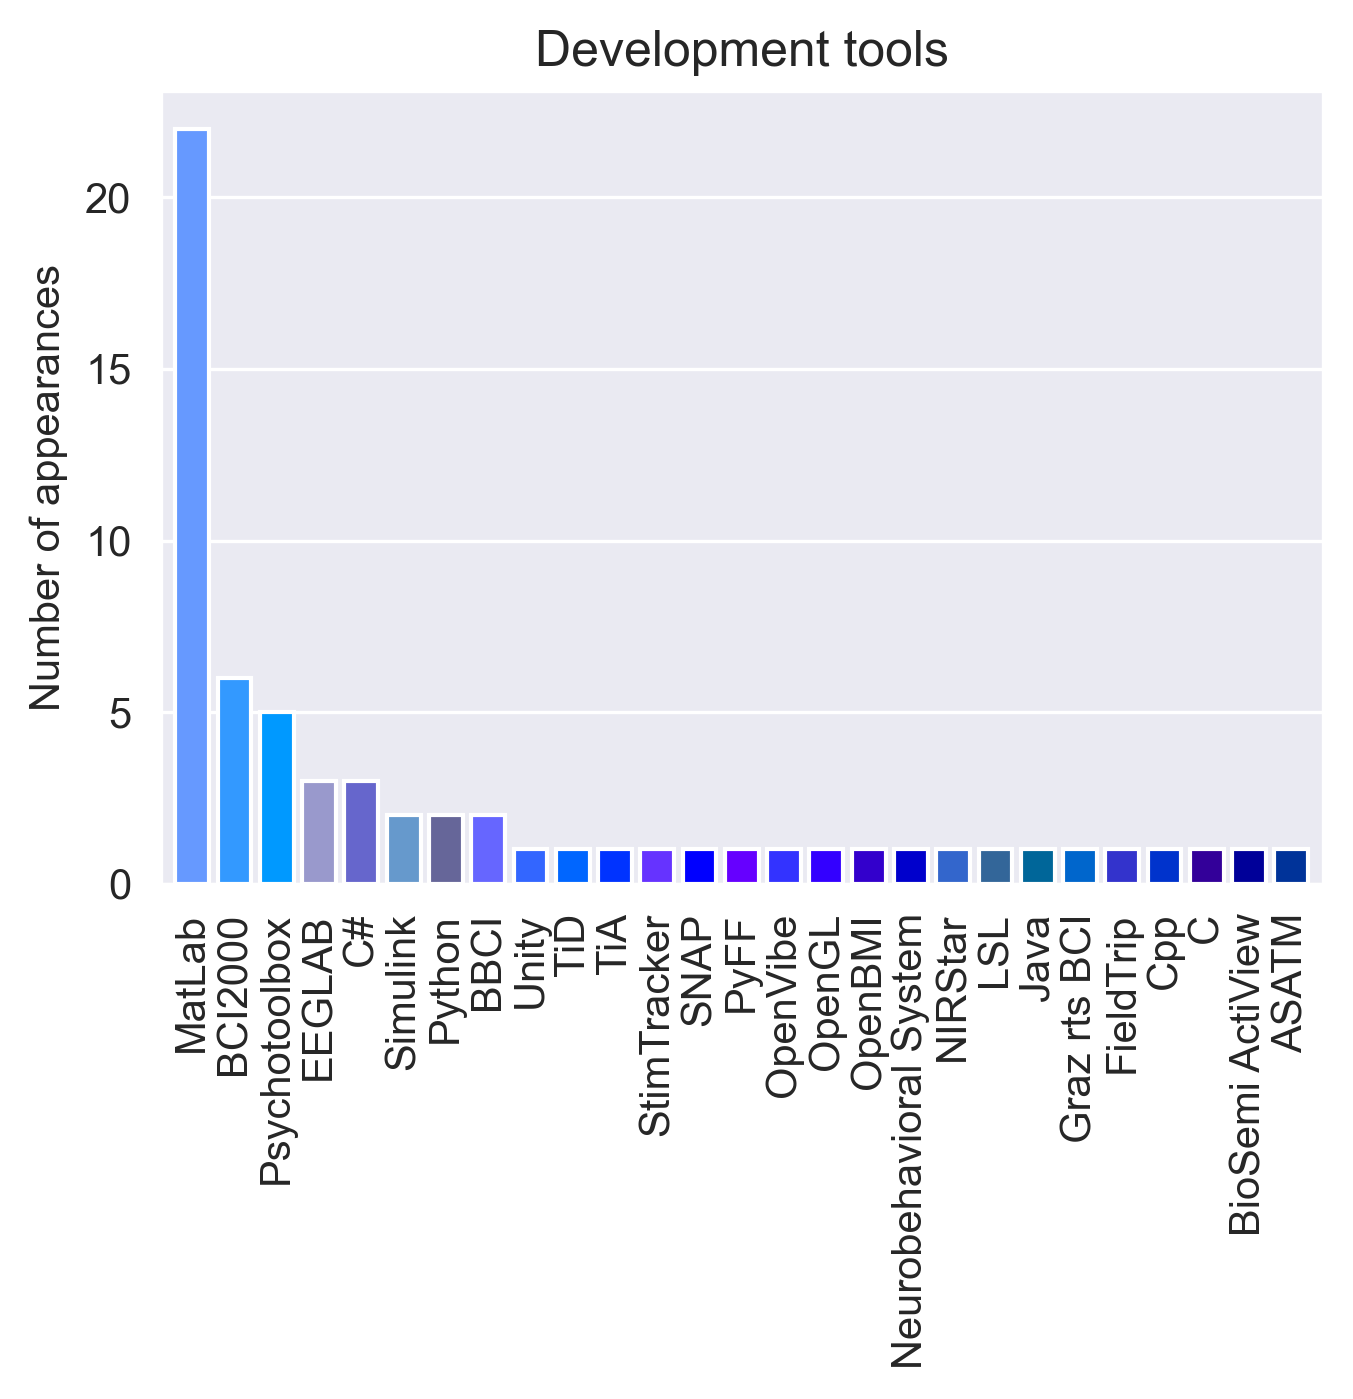 Development tools
Number of appearances
20
15
10
5
0
MatLab
BCI2000
Psychotoolbox
EEGLAB
C#
Simulink
Python
BBCI
Unity
TiD
TiA
StimTracker
SNAP
PyFF
OpenVibe
OpenGL
OpenBMI
Neurobehavioral System
NIRStar
LSL
Java
Graz rts BCI
FieldTrip
Cpp
C
BioSemi ActiView
ASATM